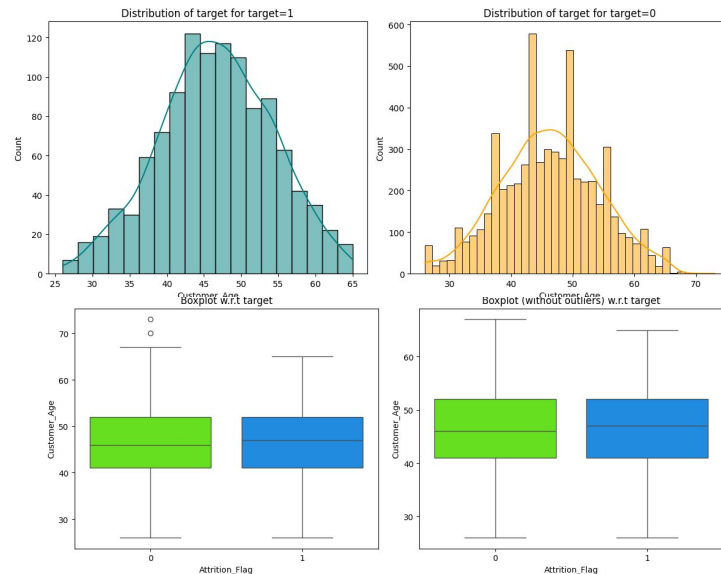 Distribution of target for target=1
120
100
80
60
40
20
0
Count
25 30 35 40 45 50 55 60 65
Customer_Age
Distribution of target for target=0
600
500
400
300
200
100
0
Count
30 40 50 60 70
Customer_Age
Boxplot w.r.t target
70
60
50
40
30
Customer_Age
0 1
Attrition_Flag
Boxplot (without outliers) w.r.t target
60
50
40
30
Customer_Age
0 1
Attrition_Flag